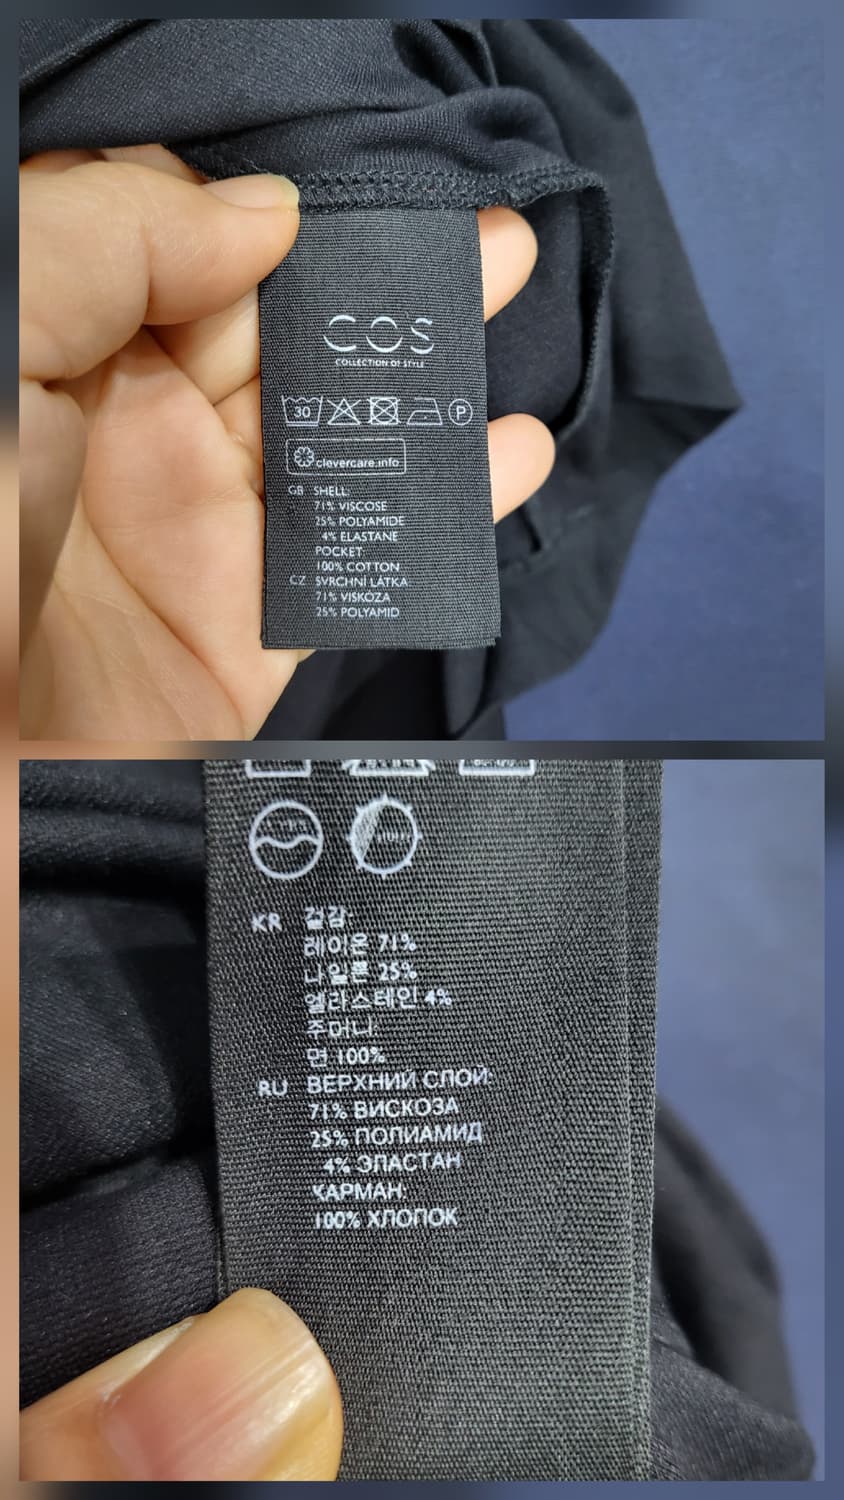 COS
COLLECTION OF STYLE
30 P
clevercare.info
GB SHELL:
71% VISCOSE
25% POLYAMIDE
4% ELASTANE
POCKET:
100% COTTON
CZ SVRCHNÍ LÁTKA:
71% VISKÓZA
25% POLYAMID
KR 겉감:
레이온 71%
나일론 25%
엘라스테인 4%
주머니:
면 100%
RU ВЕРХНИЙ СЛОЙ:
71% ВИСКОЗА
25% ПОЛИАМИД
4% ЭЛАСТАН
КАРМАН:
100% ХЛОПОК